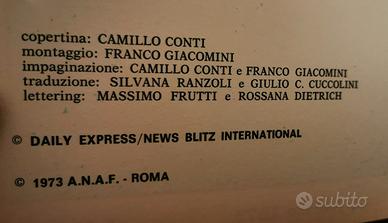 copertina: CAMILLO CONTI
montaggio: FRANCO GIACOMINI
impaginazione: CAMILLO CONTI e FRANCO GIACOMINI
traduzione: SILVANA RANZOLI e GIULIO C. CUCCOLINI
lettering: MASSIMO FRUTTI e ROSSANA DIETRICH
© DAILY EXPRESS/NEWS BLITZ INTERNATIONAL
© 1973 A.N.A.F. - ROMA
subito